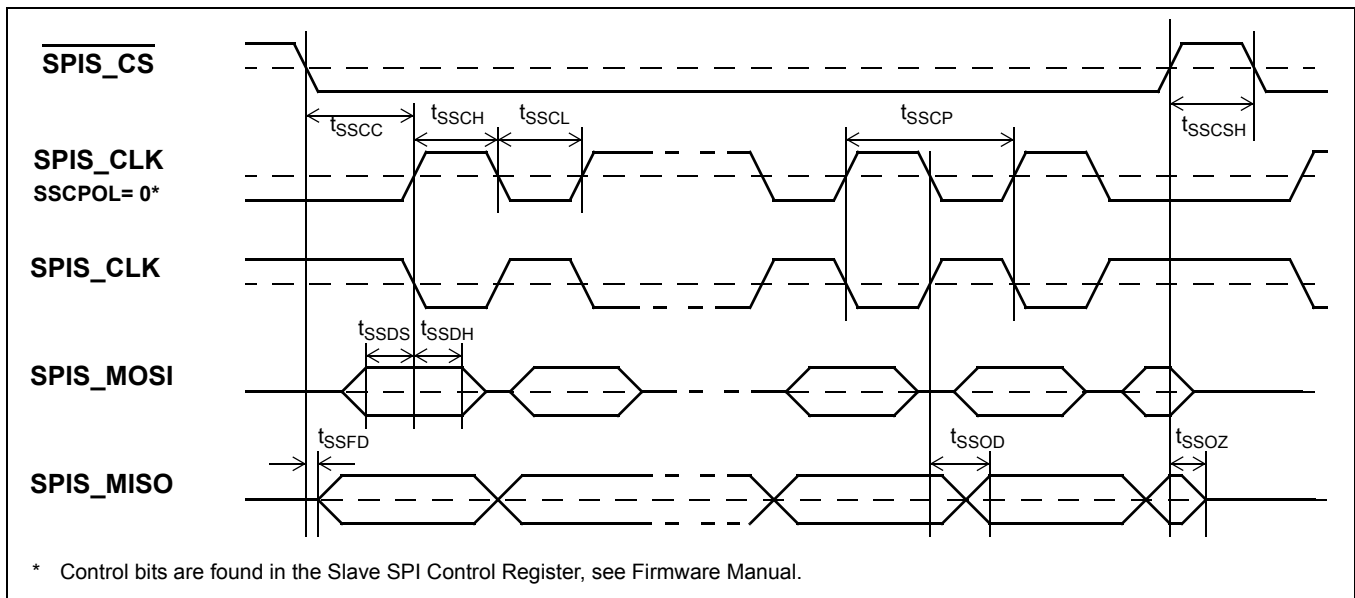 SPIS_CS
tSSCC
tSSCH
tSSCL
tSSCP
tSSCSH
SPIS_CLK
SSCPOL= 0*
SPIS_CLK
tSSDS
tSSDH
SPIS_MOSI
tSSFD
tSSOD
tSSOZ
SPIS_MISO
* Control bits are found in the Slave SPI Control Register, see Firmware Manual.